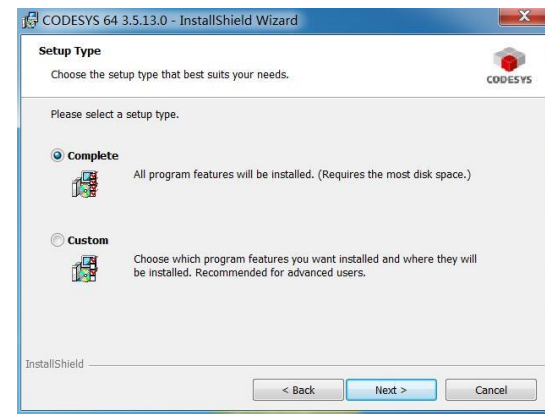 CODESYS 64 3.5.13.0 - InstallShield Wizard
Setup Type
Choose the setup type that best suits your needs.
CODESYS
Please select a setup type.
Complete
All program features will be installed. (Requires the most disk space.)
Custom
Choose which program features you want installed and where they will
be installed. Recommended for advanced users.
InstallShield
< Back
Next >
Cancel